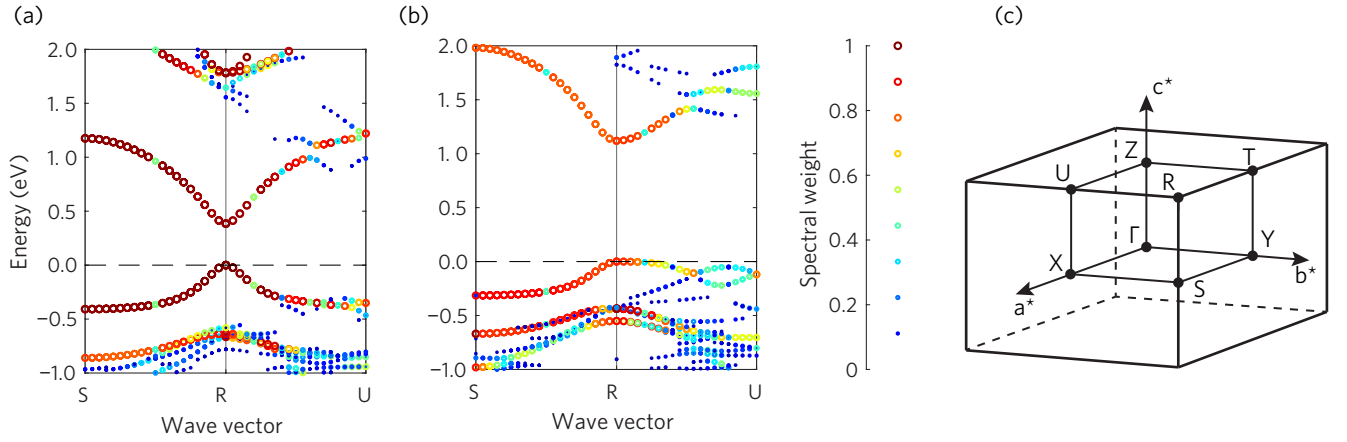 (a)
(b)
(c)
2.0
1.5
1.0
0.5
0.0
−0.5
−1.0
Energy (eV)
S
R
U
Wave vector
2.0
1.5
1.0
0.5
0.0
−0.5
−1.0
S
R
U
Wave vector
1
0.8
0.6
0.4
0.2
0
Spectral weight
c*
Z
T
U
R
Γ
Y
X
S
a*
b*